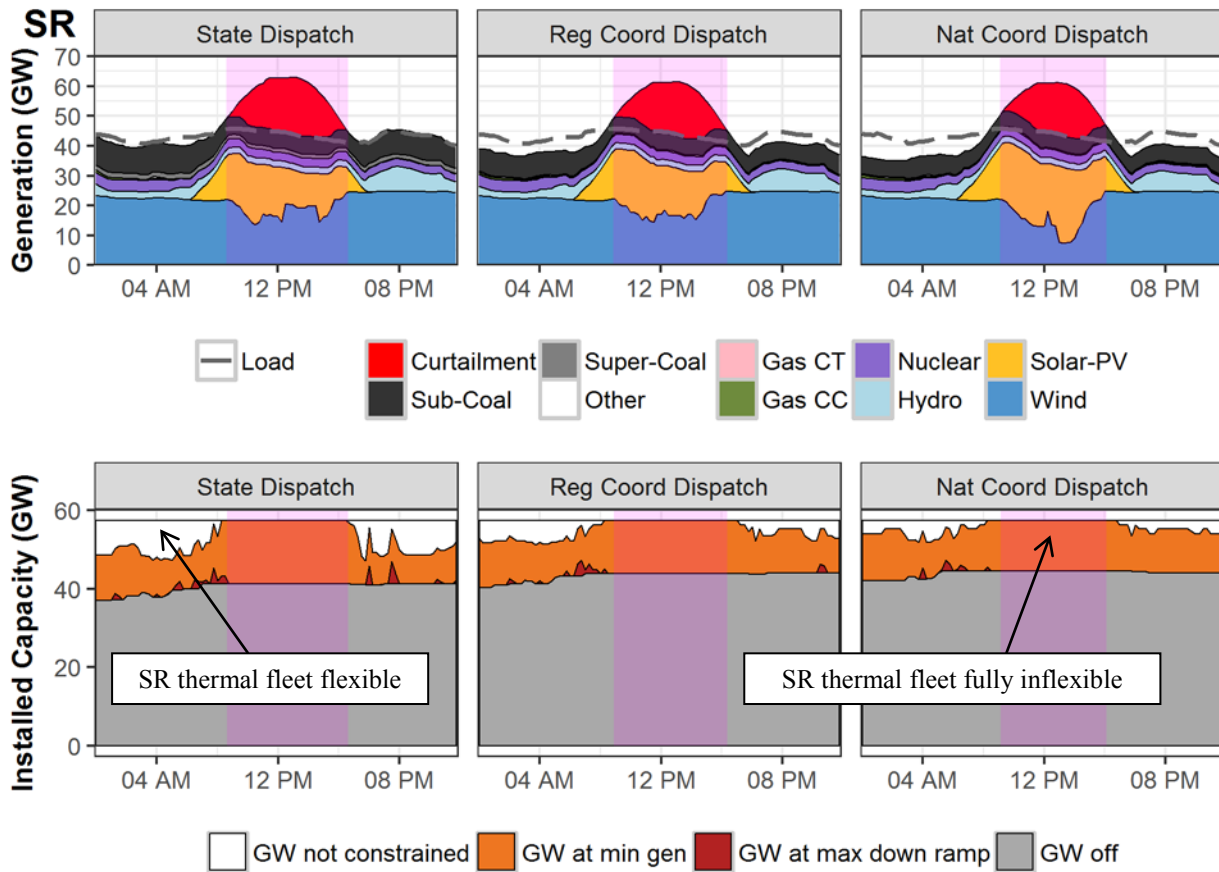 SR
State Dispatch
Reg Coord Dispatch
Nat Coord Dispatch
Generation (GW)
70
60
50
40
30
20
10
0
04 AM 12 PM 08 PM
04 AM 12 PM 08 PM
04 AM 12 PM 08 PM
Load
Curtailment
Super-Coal
Gas CT
Nuclear
Solar-PV
Sub-Coal
Other
Gas CC
Hydro
Wind
State Dispatch
Reg Coord Dispatch
Nat Coord Dispatch
Installed Capacity (GW)
60
40
20
0
SR thermal fleet flexible
SR thermal fleet fully inflexible
04 AM 12 PM 08 PM
04 AM 12 PM 08 PM
04 AM 12 PM 08 PM
GW not constrained
GW at min gen
GW at max down ramp
GW off